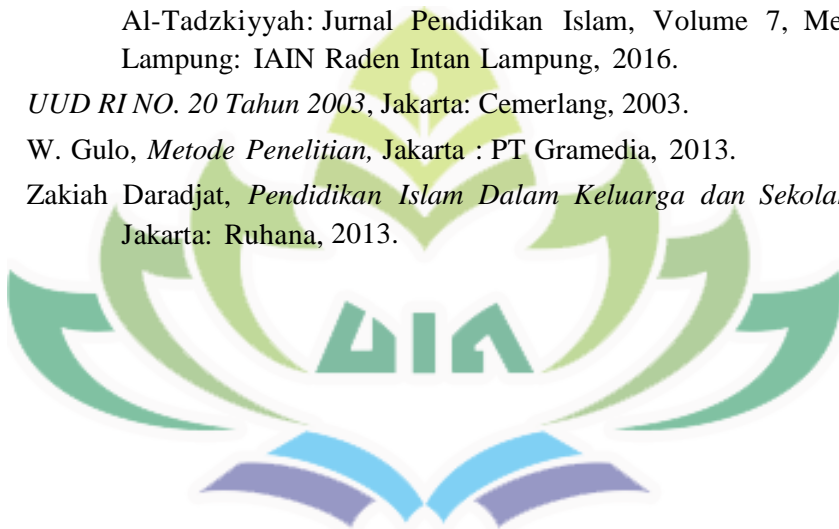 Al-Tadzkiyyah: Jurnal Pendidikan Islam, Volume 7,
Lampung: IAIN Raden Intan Lampung, 2016.
UUD RI NO. 20 Tahun 2003, Jakarta: Cemerlang, 2003.
W. Gulo, Metode Penelitian, Jakarta : PT Gramedia, 2013.
Zakiah Daradjat, Pendidikan Islam Dalam Keluarga dan
Jakarta: Ruhana, 2013.
UIN